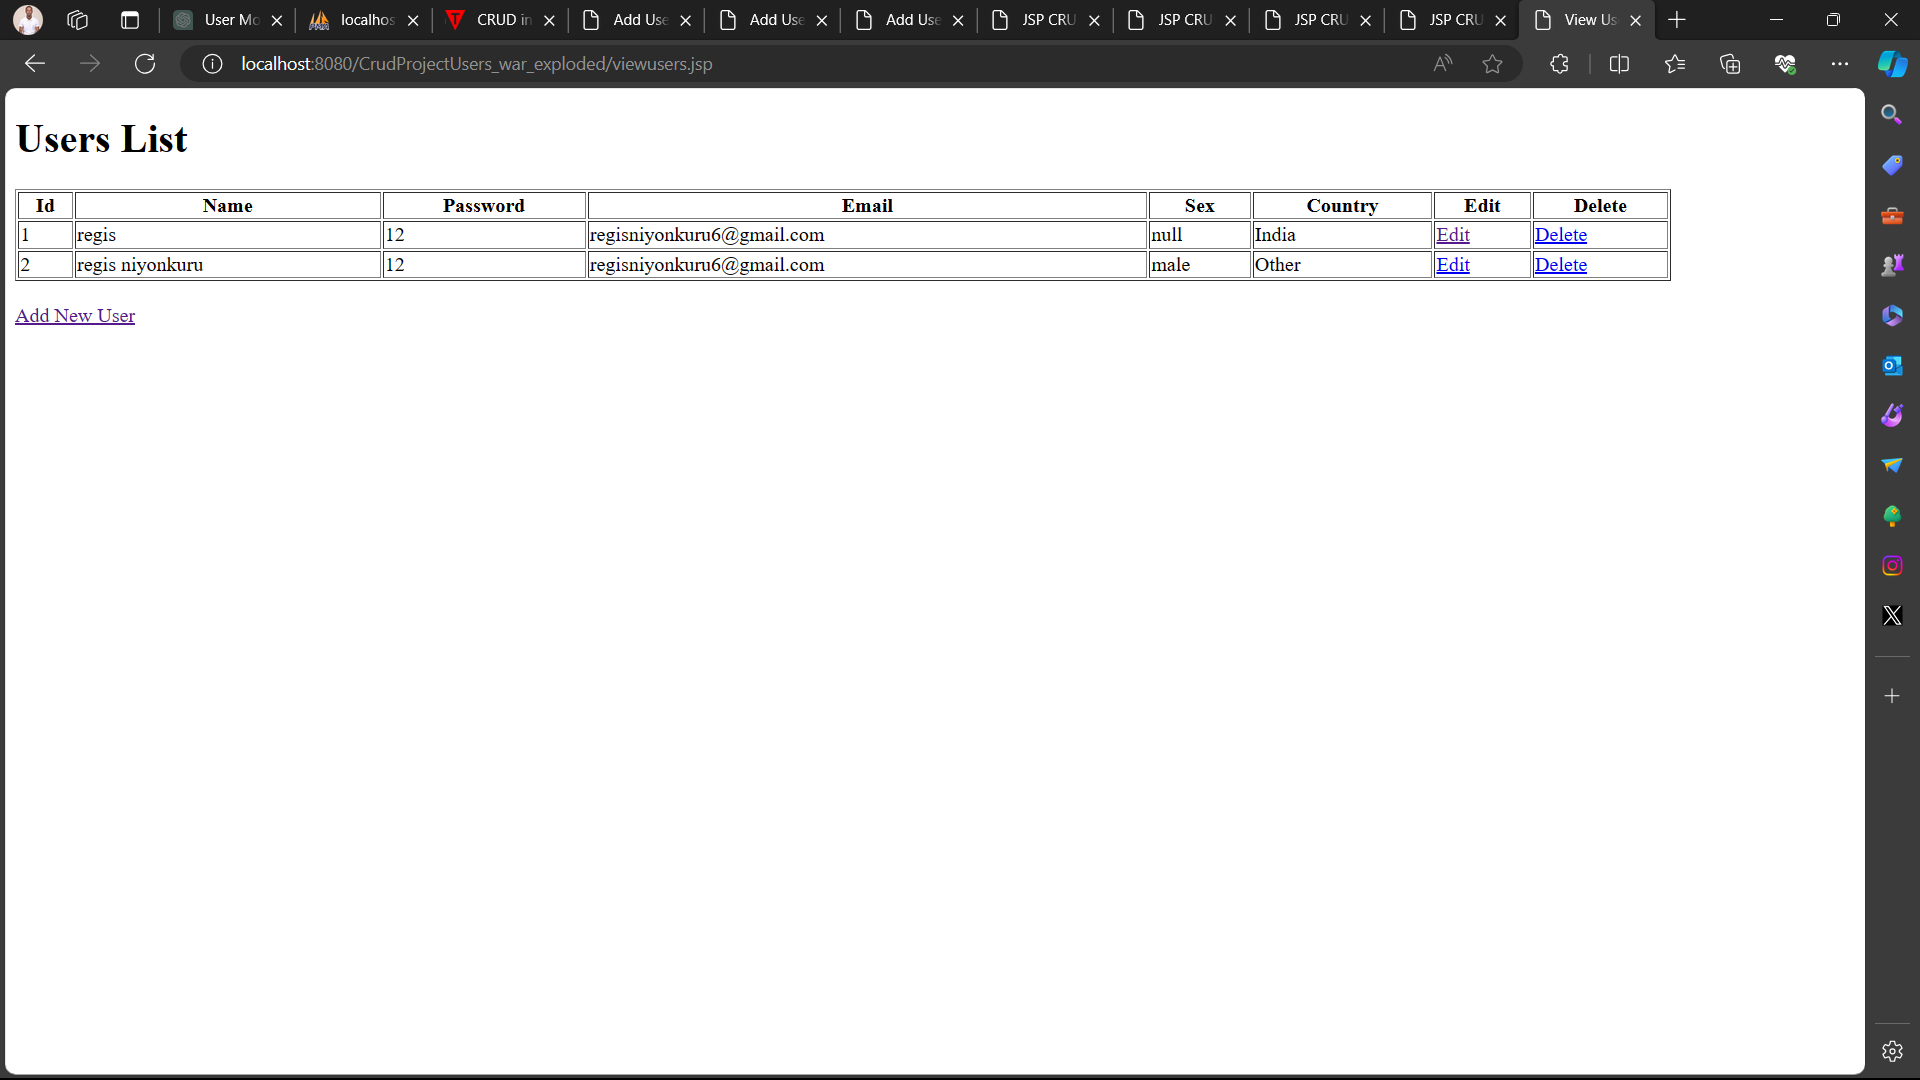 User Mo
localhos
CRUD in
Add Use
Add Use
Add Use
JSP CRU
JSP CRU
JSP CRU
JSP CRU
View Us
localhost:8080/CrudProjectUsers_war_exploded/viewusers.jsp
Users List
Id Name Password Email Sex Country Edit Delete
1 regis 12 regisniyonkuru6@gmail.com null India Edit Delete
2 regis niyonkuru 12 regisniyonkuru6@gmail.com male Other Edit Delete
Add New User